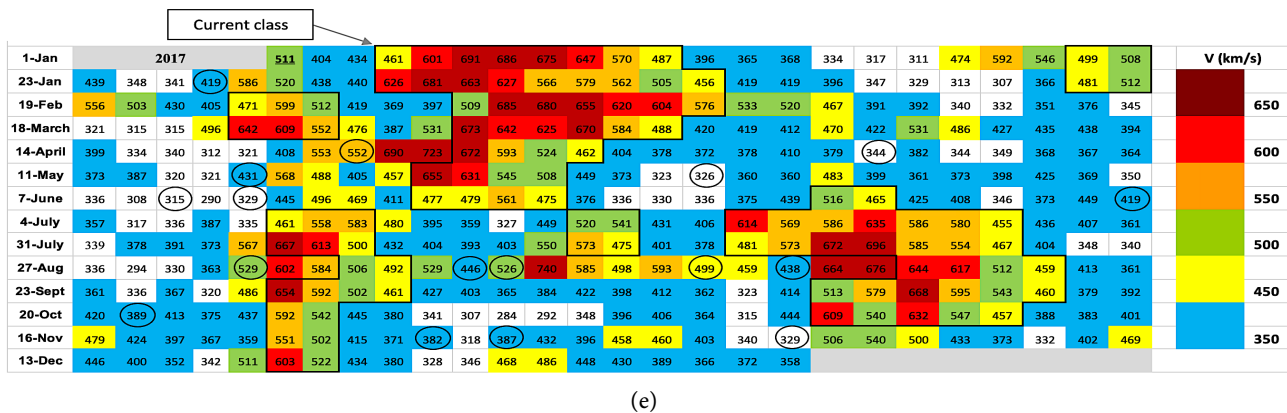 Current class
1-Jan 2017 511 404 434 461 601 691 686 675 647 570 487 396 365 368 334 317 311 474 592 546 499 508 V (km/s)
23-Jan 439 348 341 419 586 520 438 440 626 681 663 627 566 579 562 505 456 419 419 396 347 329 313 307 366 481 512
19-Feb 556 503 430 405 471 599 512 419 369 397 509 685 680 655 620 604 576 533 520 467 391 392 340 332 351 376 345 650
18-March 321 315 315 496 642 609 552 476 387 531 673 642 625 670 584 488 420 419 412 470 422 531 486 427 435 438 394
14-April 399 334 340 312 321 408 553 552 690 723 672 593 524 462 404 378 372 378 410 379 344 382 344 349 368 367 364 600
11-May 373 387 320 321 431 568 488 405 457 655 631 545 508 449 373 323 326 360 360 483 399 361 373 398 425 369 350
7-June 336 308 315 290 329 445 496 469 411 477 479 561 475 376 336 330 336 375 439 516 465 425 408 346 373 449 419 550
4-July 357 317 336 387 335 461 558 583 480 395 359 327 449 520 541 431 406 614 569 586 635 586 580 455 436 407 361
31-July 339 378 391 373 567 667 613 500 432 404 393 403 550 573 475 401 378 481 573 672 696 585 554 467 404 348 340 500
27-Aug 336 294 330 363 529 602 584 506 492 529 446 526 740 585 498 593 499 459 438 664 676 644 617 512 459 413 361
23-Sept 361 336 367 320 486 654 592 502 461 427 403 365 384 422 398 412 362 323 414 513 579 668 595 543 460 379 392 450
20-Oct 320 389 413 375 437 592 542 445 380 341 307 284 292 348 396 406 364 315 444 609 540 632 547 457 388 383 401
16-Nov 479 424 397 367 359 551 502 415 371 382 318 387 432 396 458 460 403 340 329 506 540 500 433 373 332 402 469 350
13-Dec 446 400 352 342 511 603 522 434 380 328 346 468 486 448 430 389 366 372 358
(e)